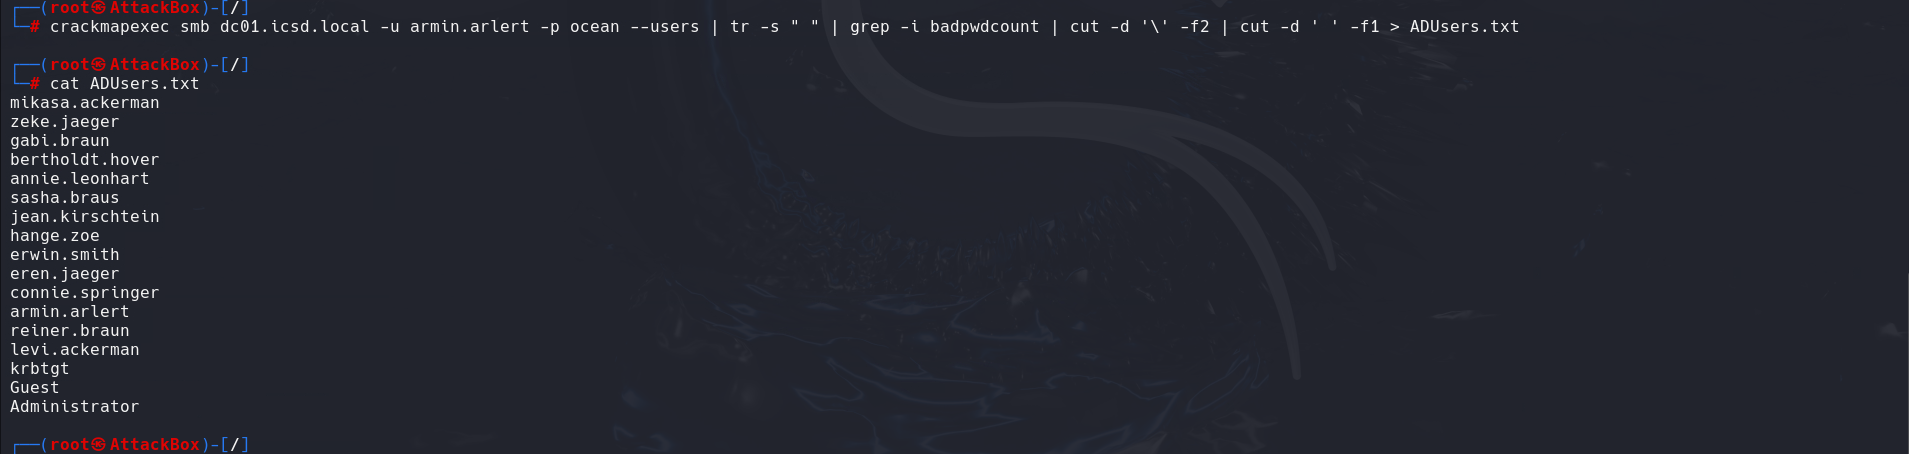 ┌──(root㉿AttackBox)-[/]
└─# crackmapexec smb dc01.icsd.local -u armin.arlert -p ocean --users | tr -s " " | grep -i badpwdcount | cut -d '\' -f2 | cut -d ' ' -f1 > ADUsers.txt
┌──(root㉿AttackBox)-[/]
└─# cat ADUsers.txt
mikasa.ackerman
zeke.jaeger
gabi.braun
bertholdt.hover
annie.leonhart
sasha.braus
jean.kirschtein
hange.zoe
erwin.smith
eren.jaeger
connie.springer
armin.arlert
reiner.braun
levi.ackerman
krbtgt
Guest
Administrator
┌──(root㉿AttackBox)-[/]